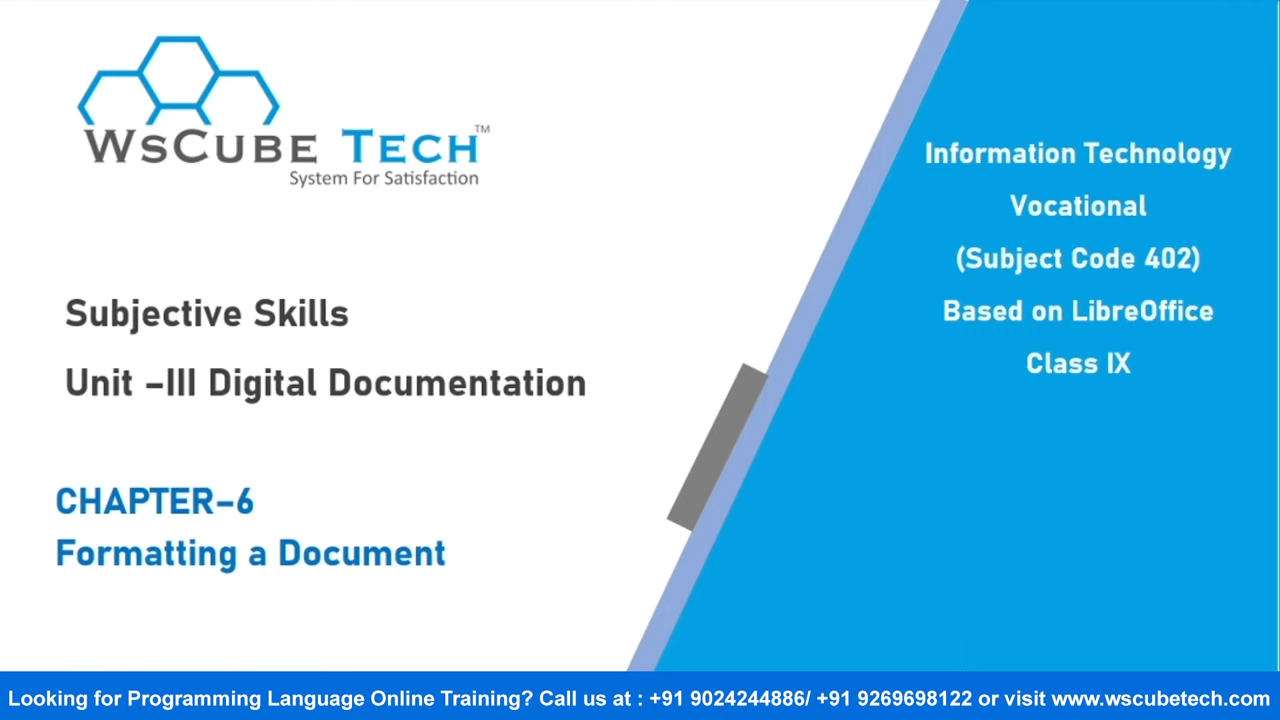 WSCUBE TECH™
System For Satisfaction
Subjective Skills
Unit –III Digital Documentation
CHAPTER–6
Formatting a Document
Information Technology
Vocational
(Subject Code 402)
Based on LibreOffice
Class IX
Looking for Programming Language Online Training? Call us at : +91 9024244886/ +91 9269698122 or visit www.wscubetech.com